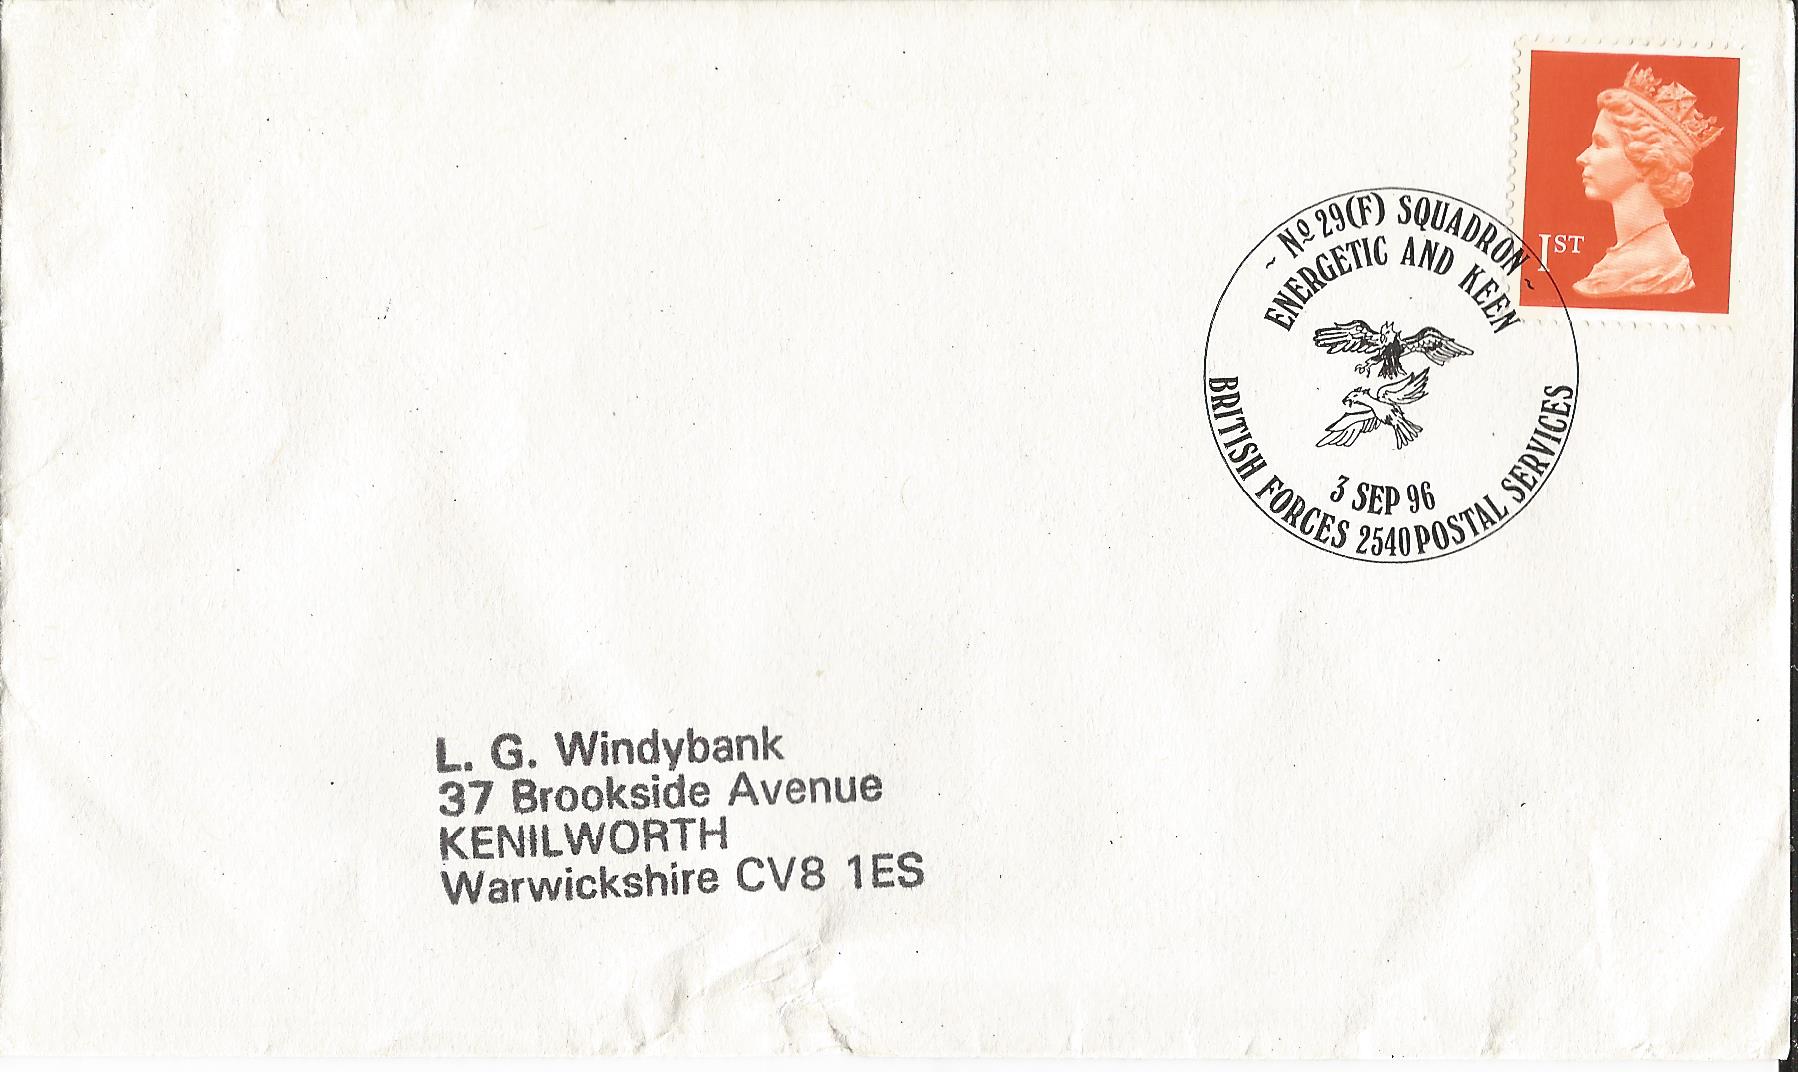 1ST
~ No 29(F) SQUADRON ~
ENERGETIC AND KEEN
3 SEP 96
BRITISH FORCES 2540 POSTAL SERVICES
L. G. Windybank
37 Brookside Avenue
KENILWORTH
Warwickshire CV8 1ES